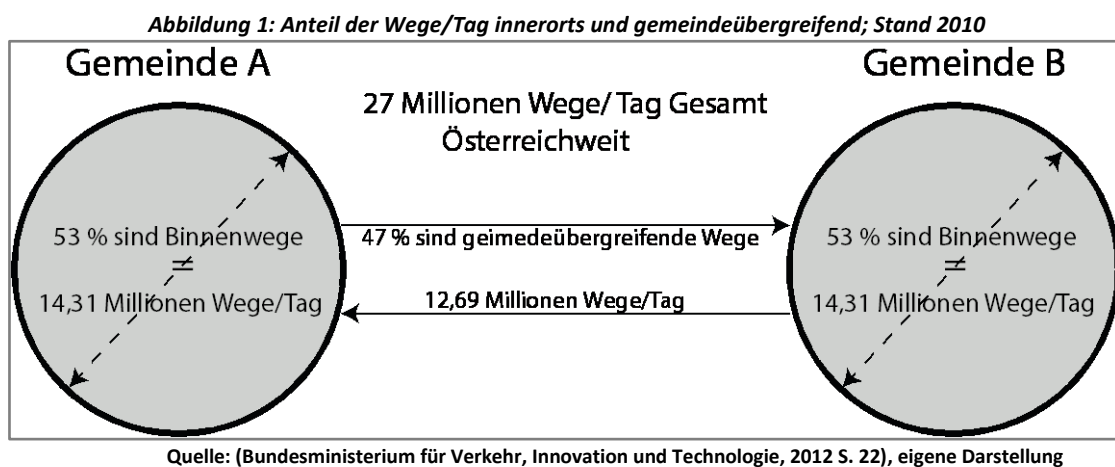 Abbildung 1: Anteil der Wege/Tag innerorts und gemeindeübergreifend; Stand 2010
Gemeinde A
Gemeinde B
27 Millionen Wege/ Tag Gesamt
Österreichweit
53 % sind Binnenwege
=
14,31 Millionen Wege/Tag
47 % sind geimedeübergreifende Wege
12,69 Millionen Wege/Tag
53 % sind Binnenwege
=
14,31 Millionen Wege/Tag
Quelle: (Bundesministerium für Verkehr, Innovation und Technologie, 2012 S. 22), eigene Darstellung